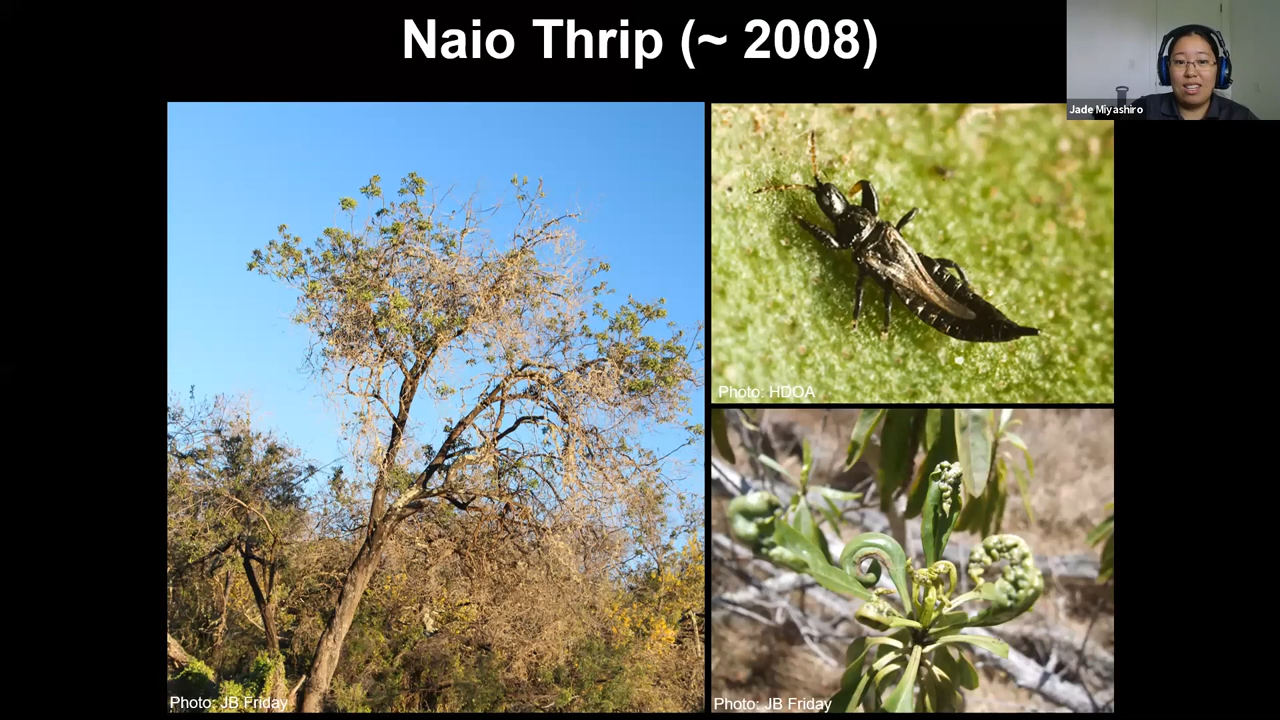 Naio Thrip (~ 2008)
Jade Miyashiro
Photo: HDOA
Photo: JB Friday
Photo: JB Friday